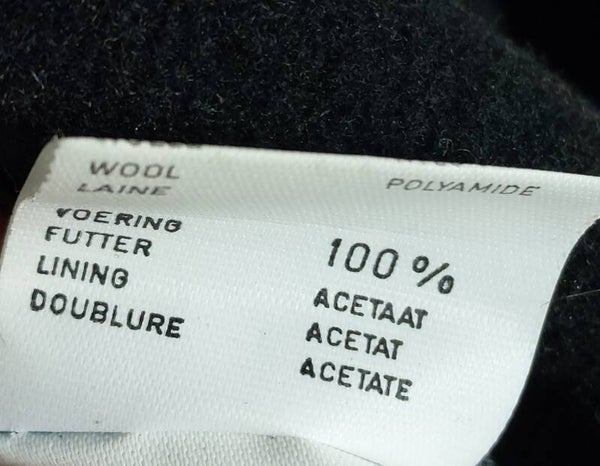 WOOL
LAINE
POLYAMIDE
VOERING
FUTTER
LINING
DOUBLURE
100 %
ACETAAT
ACETAT
ACETATE